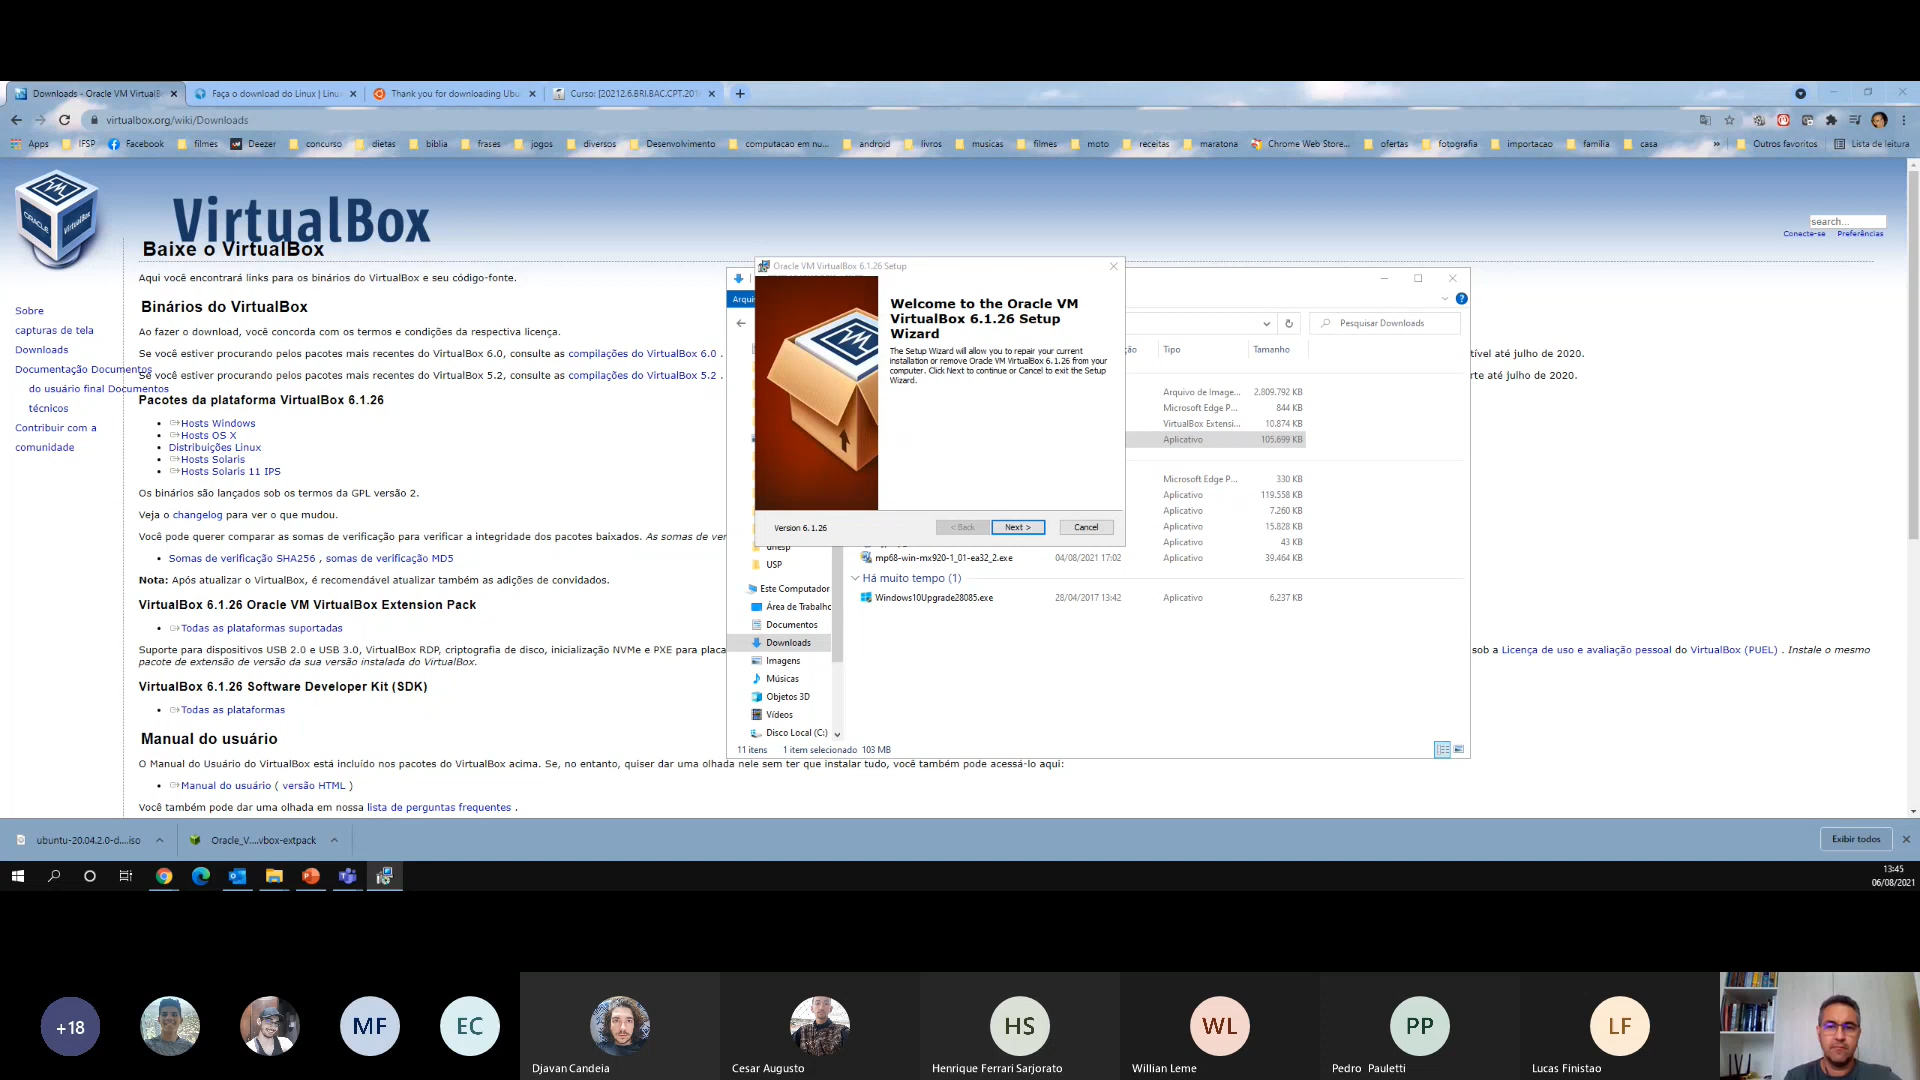 Downloads - Oracle VM VirtualB
Faça o download do Linux | Linu
Thank you for downloading Ubu
Curso: [20212.6.BRI.BAC.CPT.201
virtualbox.org/wiki/Downloads
Apps
IFSP
Facebook
filmes
Deezer
concurso
dietas
biblia
frases
jogos
diversos
Desenvolvimento
computacao em nu...
android
livros
musicas
filmes
moto
receitas
maratona
Chrome Web Store...
ofertas
fotografia
importacao
familia
casa
»
Outros favoritos
Lista de leitura
ORACLE
VirtualBox
VirtualBox
search...
Conecte-se
Preferências
Baixe o VirtualBox
Aqui você encontrará links para os binários do VirtualBox e seu código-fonte.
Sobre
capturas de tela
Downloads
Documentação Documentos
do usuário final Documentos
técnicos
Contribuir com a
comunidade
Binários do VirtualBox
Ao fazer o download, você concorda com os termos e condições da respectiva licença.
Se você estiver procurando pelos pacotes mais recentes do VirtualBox 6.0, consulte as compilações do VirtualBox 6.0 .
tível até julho de 2020.
Se você estiver procurando pelos pacotes mais recentes do VirtualBox 5.2, consulte as compilações do VirtualBox 5.2 .
rte até julho de 2020.
Pacotes da plataforma VirtualBox 6.1.26
Hosts Windows
Hosts OS X
Distribuições Linux
Hosts Solaris
Hosts Solaris 11 IPS
Os binários são lançados sob os termos da GPL versão 2.
Veja o changelog para ver o que mudou.
Você pode querer comparar as somas de verificação para verificar a integridade dos pacotes baixados. As somas de ver
Somas de verificação SHA256 , somas de verificação MD5
Nota: Após atualizar o VirtualBox, é recomendável atualizar também as adições de convidados.
VirtualBox 6.1.26 Oracle VM VirtualBox Extension Pack
Todas as plataformas suportadas
Suporte para dispositivos USB 2.0 e USB 3.0, VirtualBox RDP, criptografia de disco, inicialização NVMe e PXE para placa
sob a Licença de uso e avaliação pessoal do VirtualBox (PUEL) . Instale o mesmo
pacote de extensão de versão da sua versão instalada do VirtualBox.
VirtualBox 6.1.26 Software Developer Kit (SDK)
Todas as plataformas
Manual do usuário
O Manual do Usuário do VirtualBox está incluído nos pacotes do VirtualBox acima. Se, no entanto, quiser dar uma olhada nele sem ter que instalar tudo, você também pode acessá-lo aqui:
Manual do usuário ( versão HTML )
Você também pode dar uma olhada em nossa lista de perguntas frequentes .
Oracle VM VirtualBox 6.1.26 Setup
Welcome to the Oracle VM
VirtualBox 6.1.26 Setup
Wizard
The Setup Wizard will allow you to repair your current
installation or remove Oracle VM VirtualBox 6.1.26 from your
computer. Click Next to continue or Cancel to exit the Setup
Wizard.
Version 6.1.26
< Back
Next >
Cancel
Arqui
Pesquisar Downloads
ção
Tipo
Tamanho
Arquivo de Image...
2.809.792 KB
Microsoft Edge P...
844 KB
VirtualBox Extensi...
10.874 KB
Aplicativo
105.699 KB
Microsoft Edge P...
330 KB
Aplicativo
119.558 KB
Aplicativo
7.260 KB
Aplicativo
15.828 KB
Aplicativo
43 KB
mp68-win-mx920-1_01-ea32_2.exe
04/08/2021 17:02
Aplicativo
39.464 KB
Há muito tempo (1)
Windows10Upgrade28085.exe
28/04/2017 13:42
Aplicativo
6.237 KB
unesp
USP
Este Computador
Área de Trabalho
Documentos
Downloads
Imagens
Músicas
Objetos 3D
Vídeos
Disco Local (C:)
11 itens
1 item selecionado 103 MB
ubuntu-20.04.2.0-d....iso
Oracle_V....vbox-extpack
Exibir todos
13:45
06/08/2021
+18
MF
EC
Djavan Candeia
Cesar Augusto
HS
Henrique Ferrari Sarjorato
WL
Willian Leme
PP
Pedro Pauletti
LF
Lucas Finistao